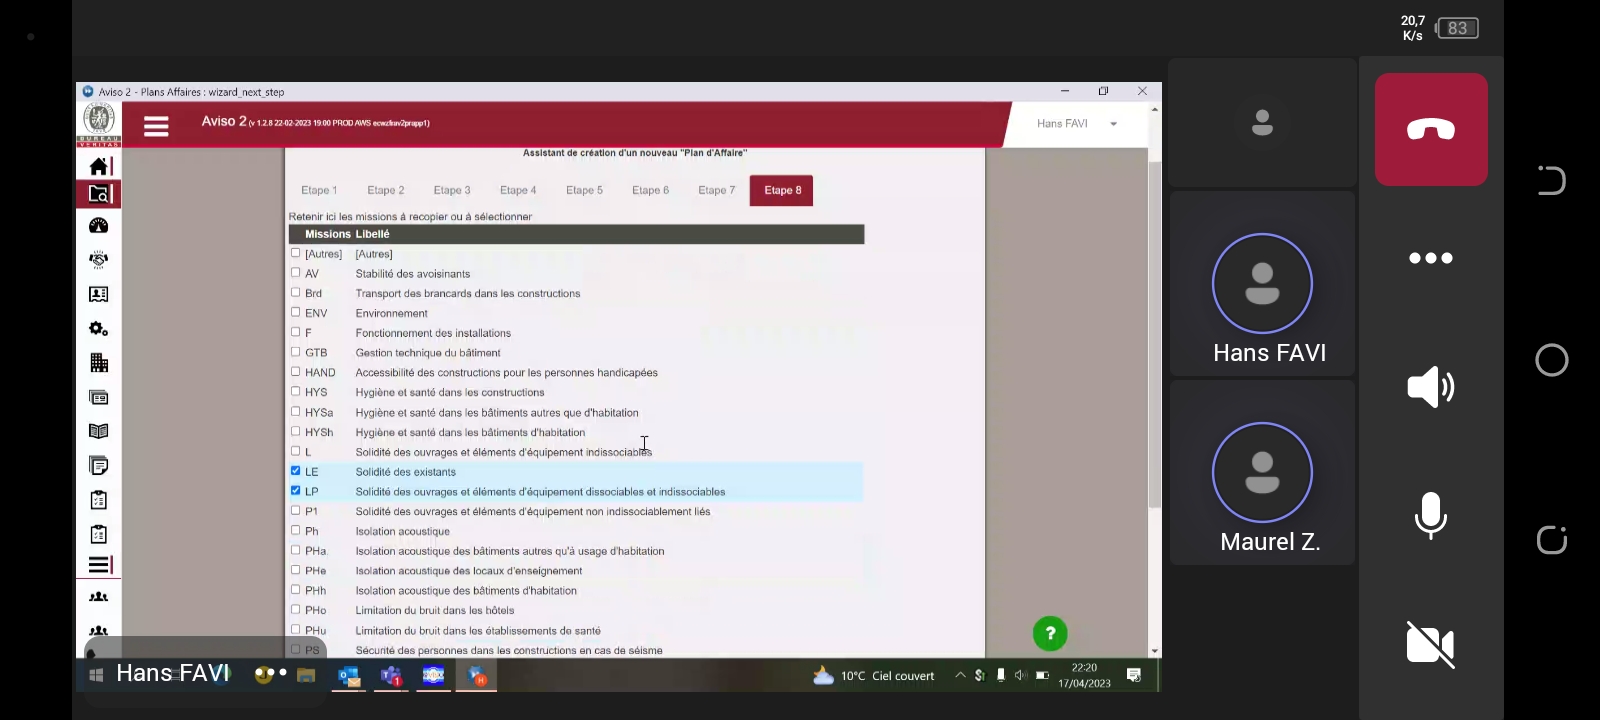 20,7
K/s
83
Aviso 2 - Plans Affaires : wizard_next_step
BUREAU
VERITAS
Aviso 2 (v 1.2.8 22-02-2023 19:00 PROD AWS ecwzfrav2prapp1)
Hans FAVI
Assistant de création d'un nouveau "Plan d'Affaire"
Etape 1 Etape 2 Etape 3 Etape 4 Etape 5 Etape 6 Etape 7 Etape 8
Retenir ici les missions à recopier ou à sélectionner
Missions Libellé
[Autres] [Autres]
AV Stabilité des avoisinants
Brd Transport des brancards dans les constructions
ENV Environnement
F Fonctionnement des installations
GTB Gestion technique du bâtiment
HAND Accessibilité des constructions pour les personnes handicapées
HYS Hygiène et santé dans les constructions
HYSa Hygiène et santé dans les bâtiments autres que d'habitation
HYSh Hygiène et santé dans les bâtiments d'habitation
L Solidité des ouvrages et éléments d'équipement indissociables
LE Solidité des existants
LP Solidité des ouvrages et éléments d'équipement dissociables et indissociables
P1 Solidité des ouvrages et éléments d'équipement non indissociablement liés
Ph Isolation acoustique
PHa Isolation acoustique des bâtiments autres qu'à usage d'habitation
PHe Isolation acoustique des locaux d'enseignement
PHh Isolation acoustique des bâtiments d'habitation
PHo Limitation du bruit dans les hôtels
PHu Limitation du bruit dans les établissements de santé
PS Sécurité des personnes dans les constructions en cas de séisme
?
Hans FAVI
10°C Ciel couvert
22:20
17/04/2023
Hans FAVI
Maurel Z.